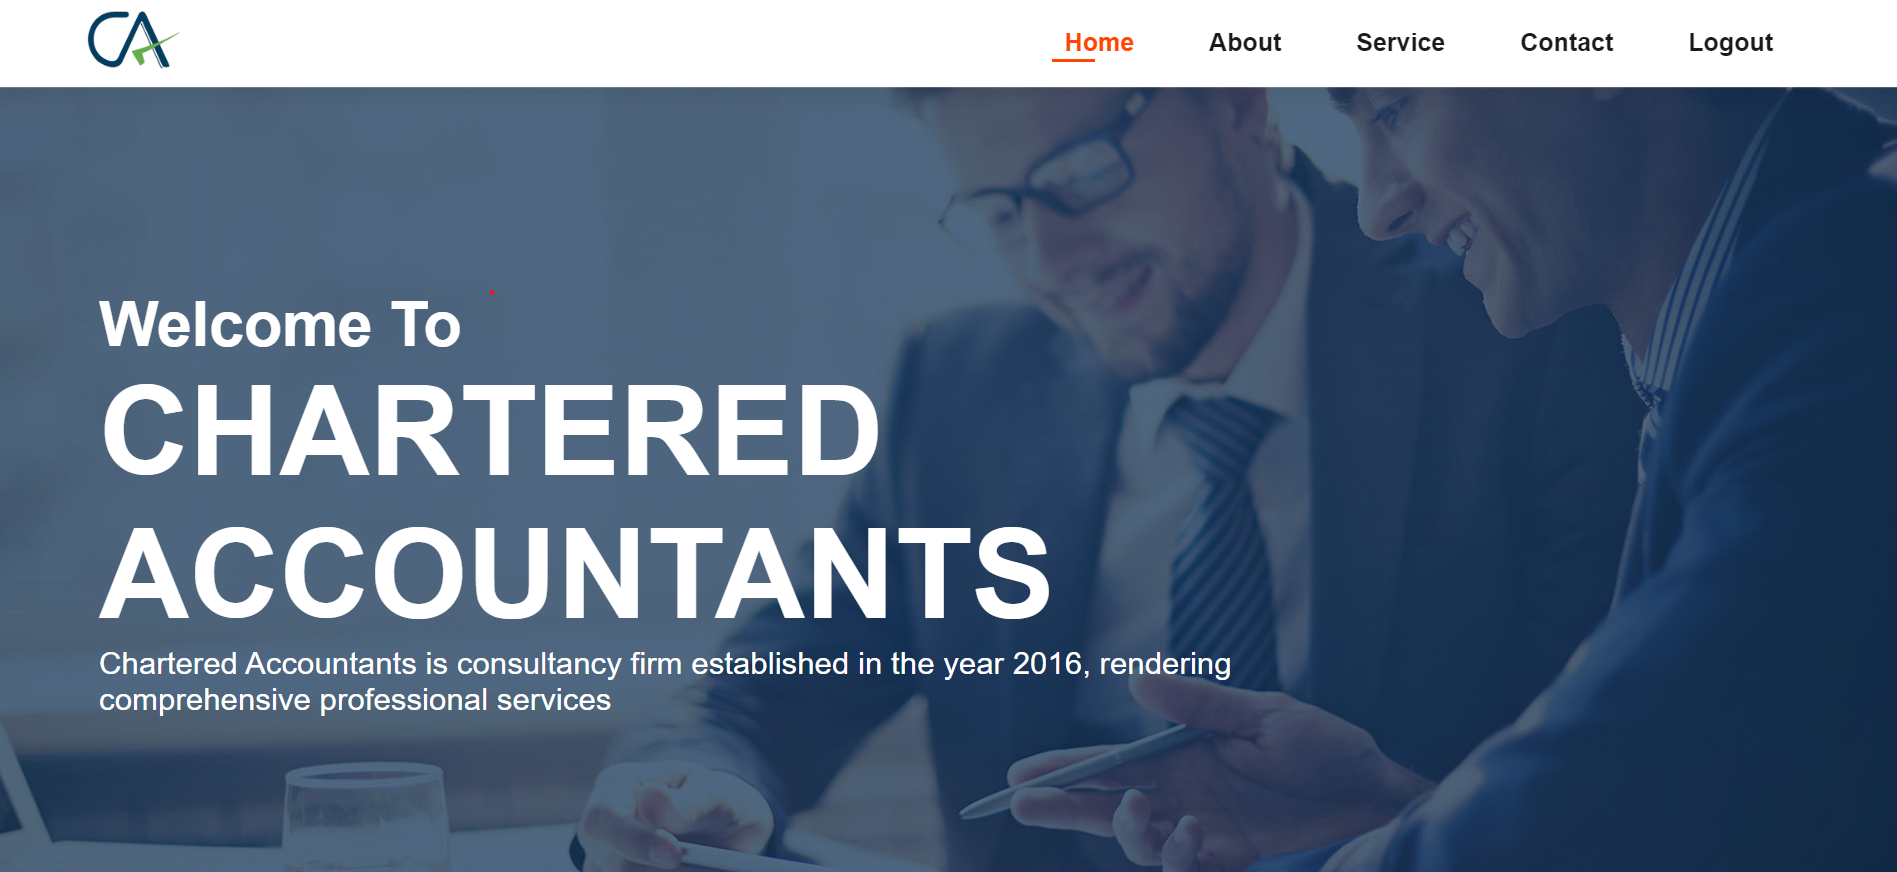 CA
Home About Service Contact Logout
Welcome To
CHARTERED
ACCOUNTANTS
Chartered Accountants is consultancy firm established in the year 2016, rendering
comprehensive professional services